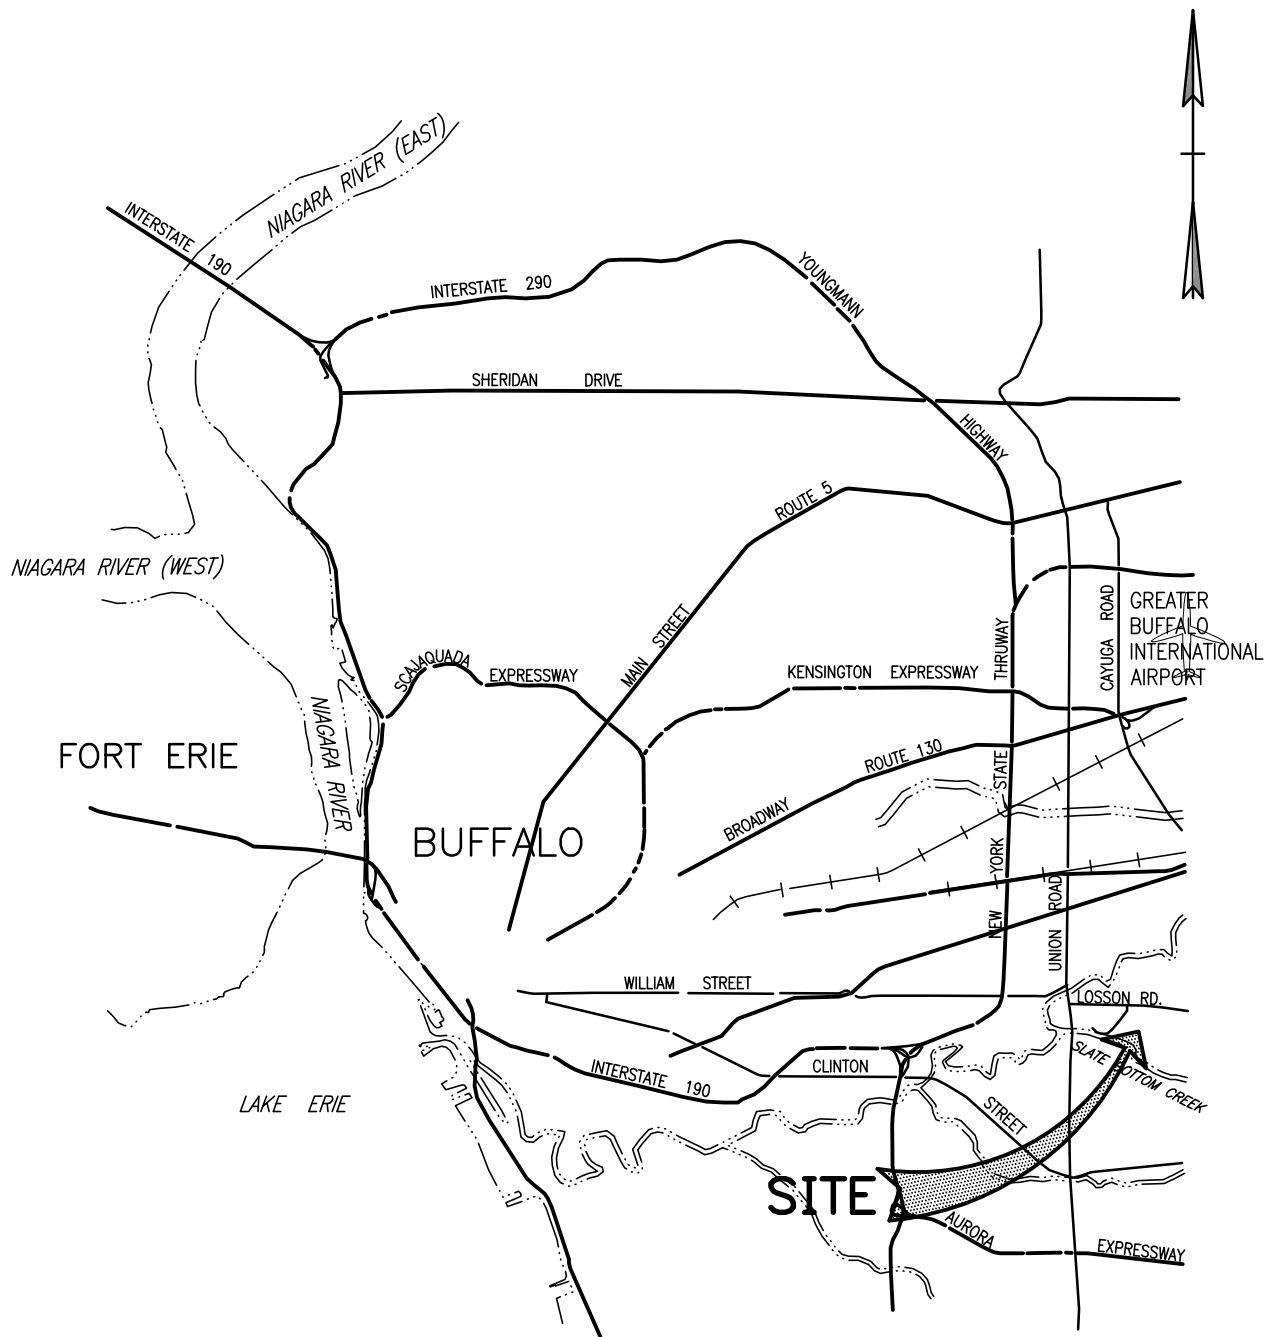 NIAGARA RIVER (EAST)
INTERSTATE 190
INTERSTATE 290
YOUNGMANN
HIGHWAY
SHERIDAN DRIVE
ROUTE 5
MAIN STREET
NIAGARA RIVER (WEST)
CAYUGA ROAD
GREATER
BUFFALO
INTERNATIONAL
AIRPORT
SCAJAQUADA
EXPRESSWAY
KENSINGTON EXPRESSWAY
NEW YORK STATE THRUWAY
NIAGARA RIVER
FORT ERIE
BUFFALO
BROADWAY
ROUTE 130
UNION ROAD
WILLIAM STREET
LOSSON RD.
SLATE BOTTOM CREEK
INTERSTATE 190
CLINTON
STREET
LAKE ERIE
SITE
AURORA
EXPRESSWAY